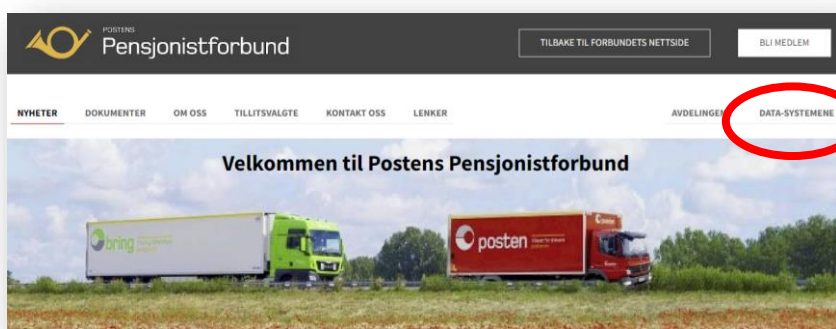 POSTENS
Pensjonistforbund
TILBAKE TIL FORBUNDETS NETTSIDE
BLI MEDLEM
NYHETER DOKUMENTER OM OSS TILLITSVALGTE KONTAKT OSS LENKER AVDELINGEN DATA-SYSTEMENE
Velkommen til Postens Pensjonistforbund
bring
posten